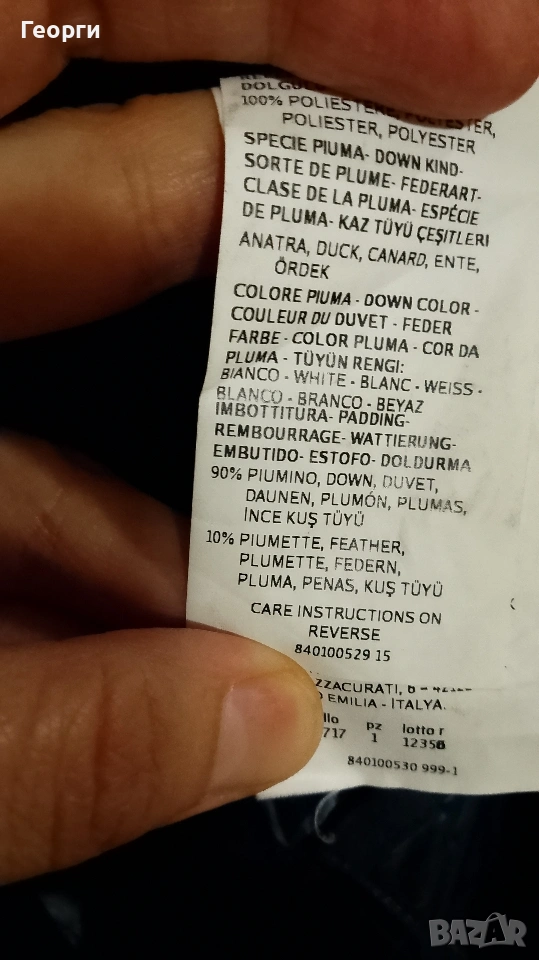 Георги
DOLGU
100% POLIESTERE, POLYESTER,
POLIESTER, POLYESTER
SPECIE PIUMA- DOWN KIND-
SORTE DE PLUME- FEDERART-
CLASE DE LA PLUMA- ESPÉCIE
DE PLUMA- KAZ TÜYÜ ÇEŞITLERI
ANATRA, DUCK, CANARD, ENTE,
ÖRDEK
COLORE PIUMA - DOWN COLOR -
COULEUR DU DUVET - FEDER
FARBE - COLOR PLUMA - COR DA
PLUMA - TÜYÜN RENGI:
BIANCO - WHITE - BLANC - WEISS -
BLANCO - BRANCO - BEYAZ
IMBOTTITURA- PADDING-
REMBOURRAGE- WATTIERUNG-
EMBUTIDO- ESTOFO- DOLDURMA
90% PIUMINO, DOWN, DUVET,
DAUNEN, PLUMÓN, PLUMAS,
İNCE KUŞ TÜYÜ
10% PIUMETTE, FEATHER,
PLUMETTE, FEDERN,
PLUMA, PENAS, KUŞ TÜYÜ
CARE INSTRUCTIONS ON
REVERSE
840100529 15
ZZACURATI, 6 -
EMILIA - ITALYA.
llo pz lotto r
717 1
840100530 999-1
BAZAR